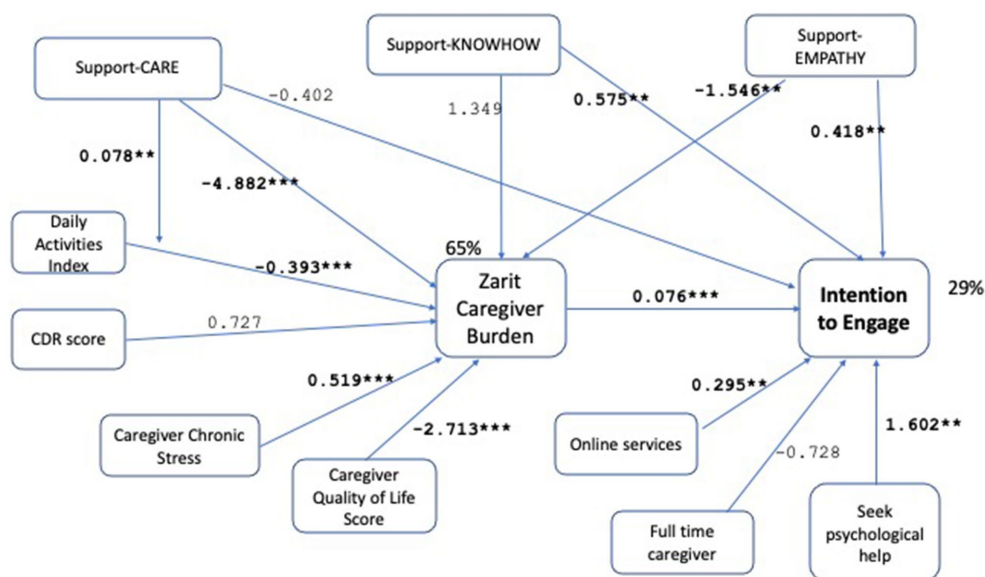 Support-CARE
Support-KNOWHOW
Support-
EMPATHY
-0.402
1.349
0.575**
-1.546**
0.418**
0.078**
-4.882***
Daily
Activities
Index
-0.393***
65%
Zarit
Caregiver
Burden
0.076***
Intention
to Engage
29%
CDR score
0.727
0.519***
-2.713***
0.295**
1.602**
Caregiver Chronic
Stress
Online services
-0.728
Caregiver
Quality of Life
Score
Full time
caregiver
Seek
psychological
help